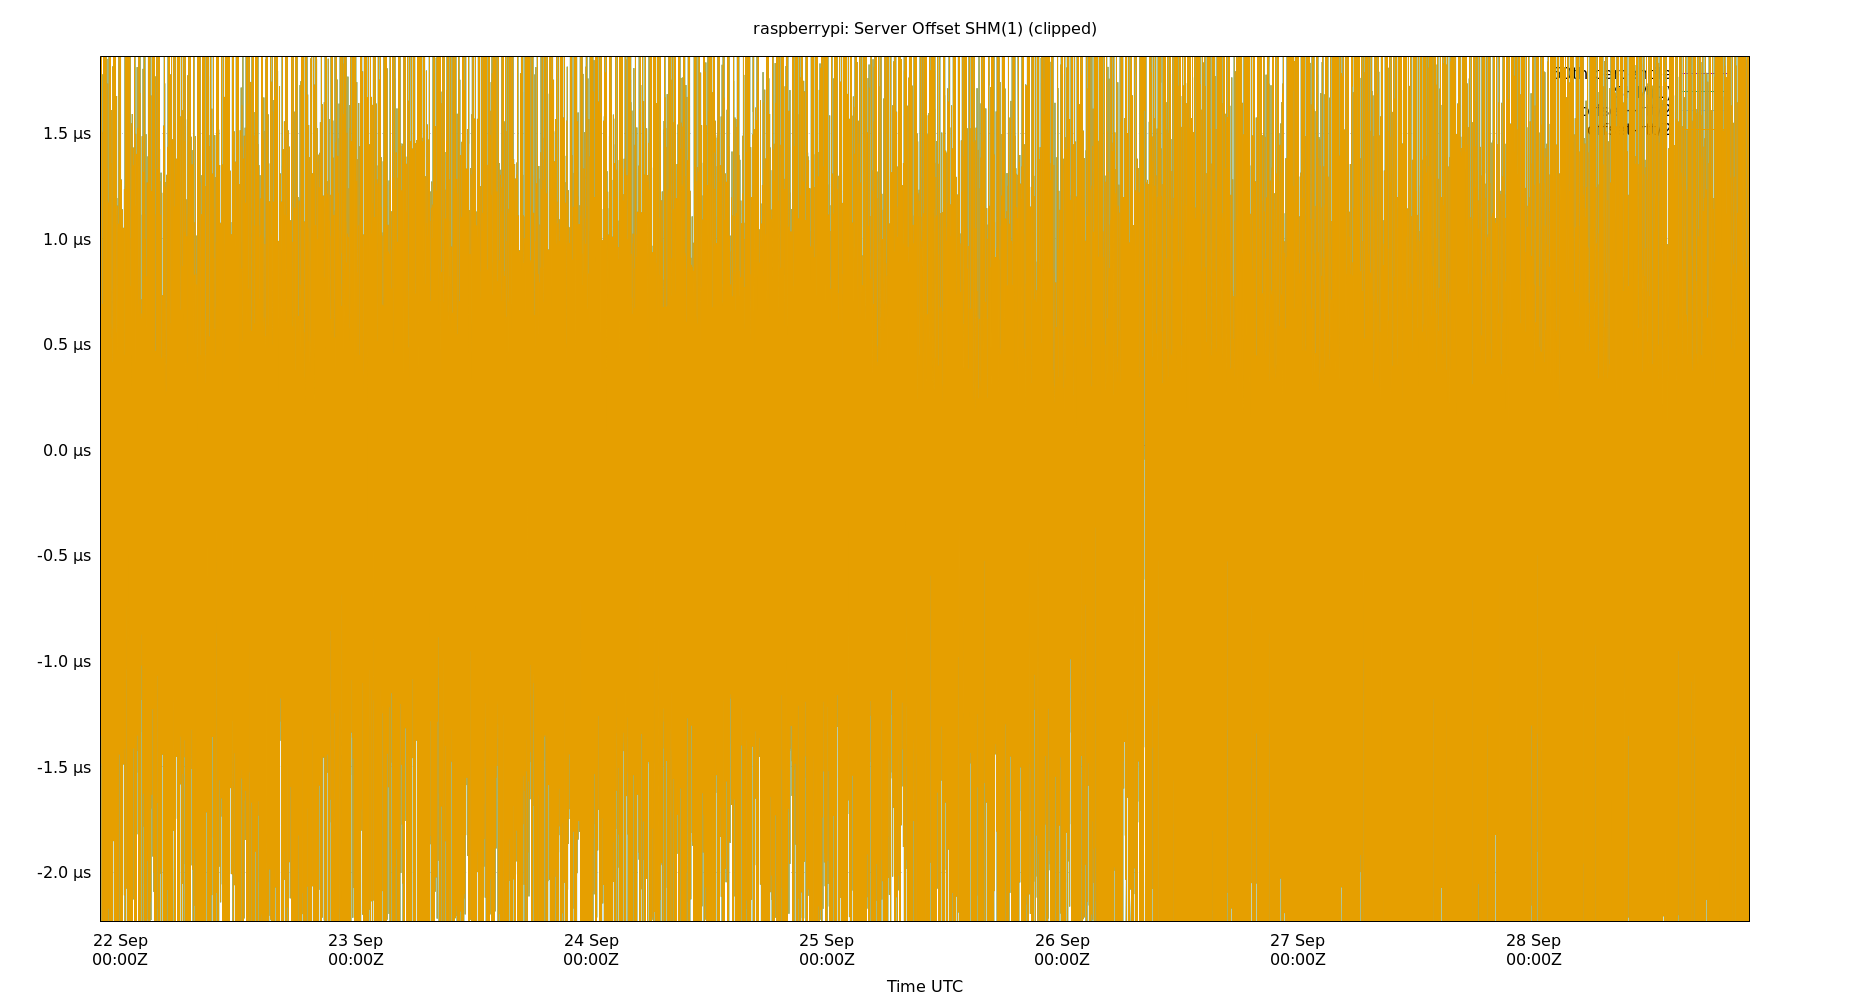 raspberrypi: Server Offset SHM(1) (clipped)
1.5 µs
1.0 µs
0.5 µs
0.0 µs
-0.5 µs
-1.0 µs
-1.5 µs
-2.0 µs
22 Sep 23 Sep 24 Sep 25 Sep 26 Sep 27 Sep 28 Sep
00:00Z 00:00Z 00:00Z 00:00Z 00:00Z 00:00Z 00:00Z
Time UTC